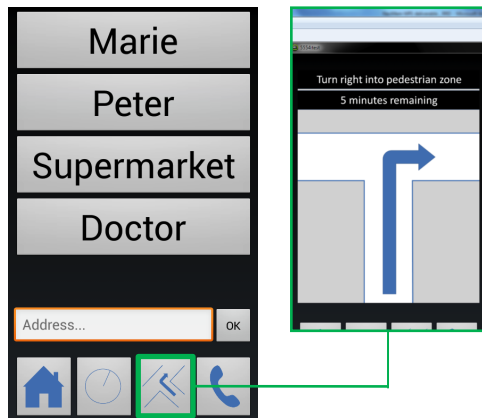 Marie
Peter
Supermarket
Doctor
Address...
OK
Turn right into pedestrian zone
5 minutes remaining